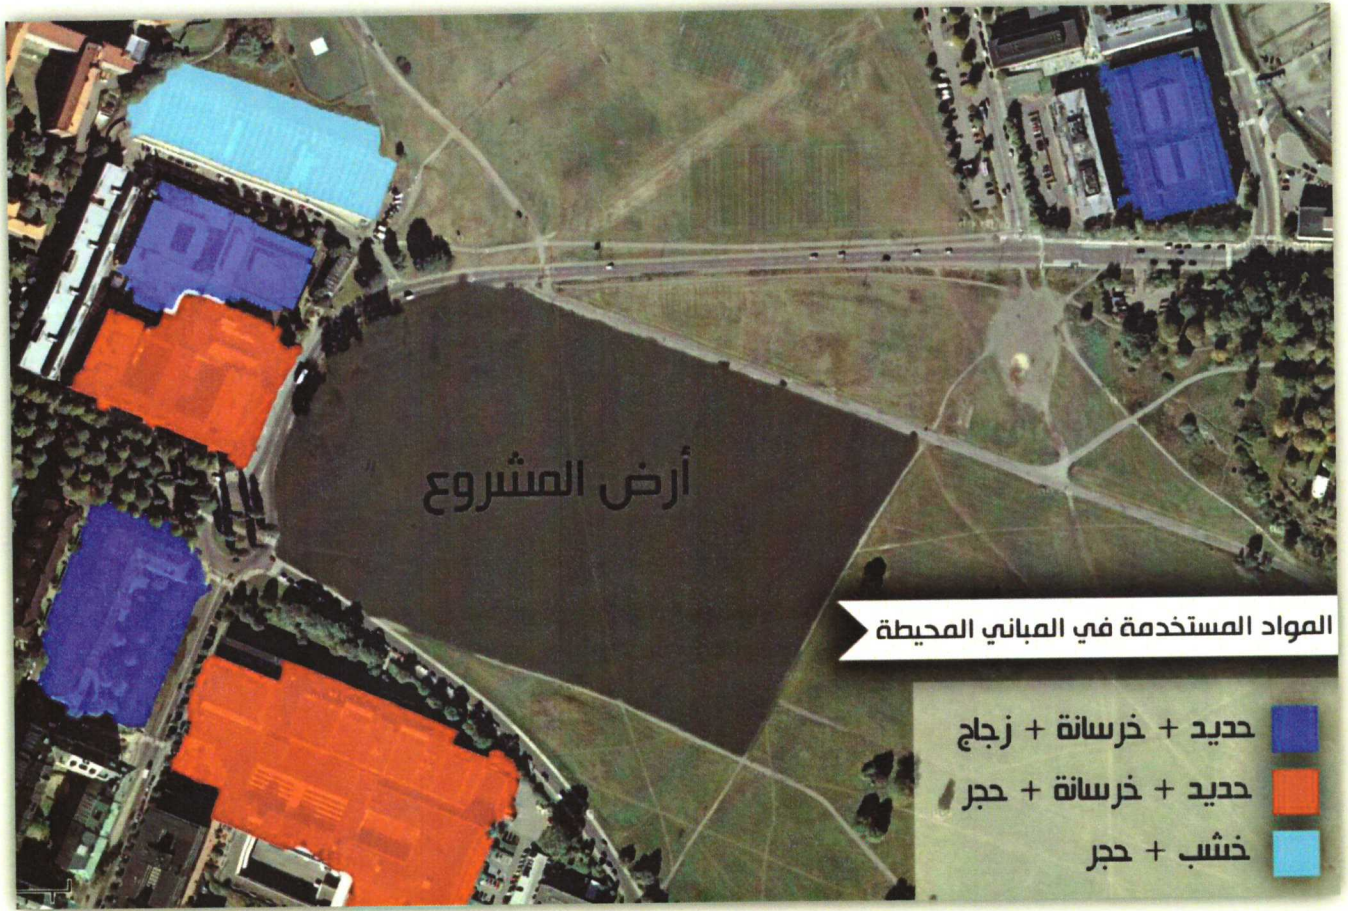 أرض المشروع
المواد المستخدمة في المباني المحيطة
حديد + خرسانة + زجاج
حديد + خرسانة + حجر
خشب + حجر